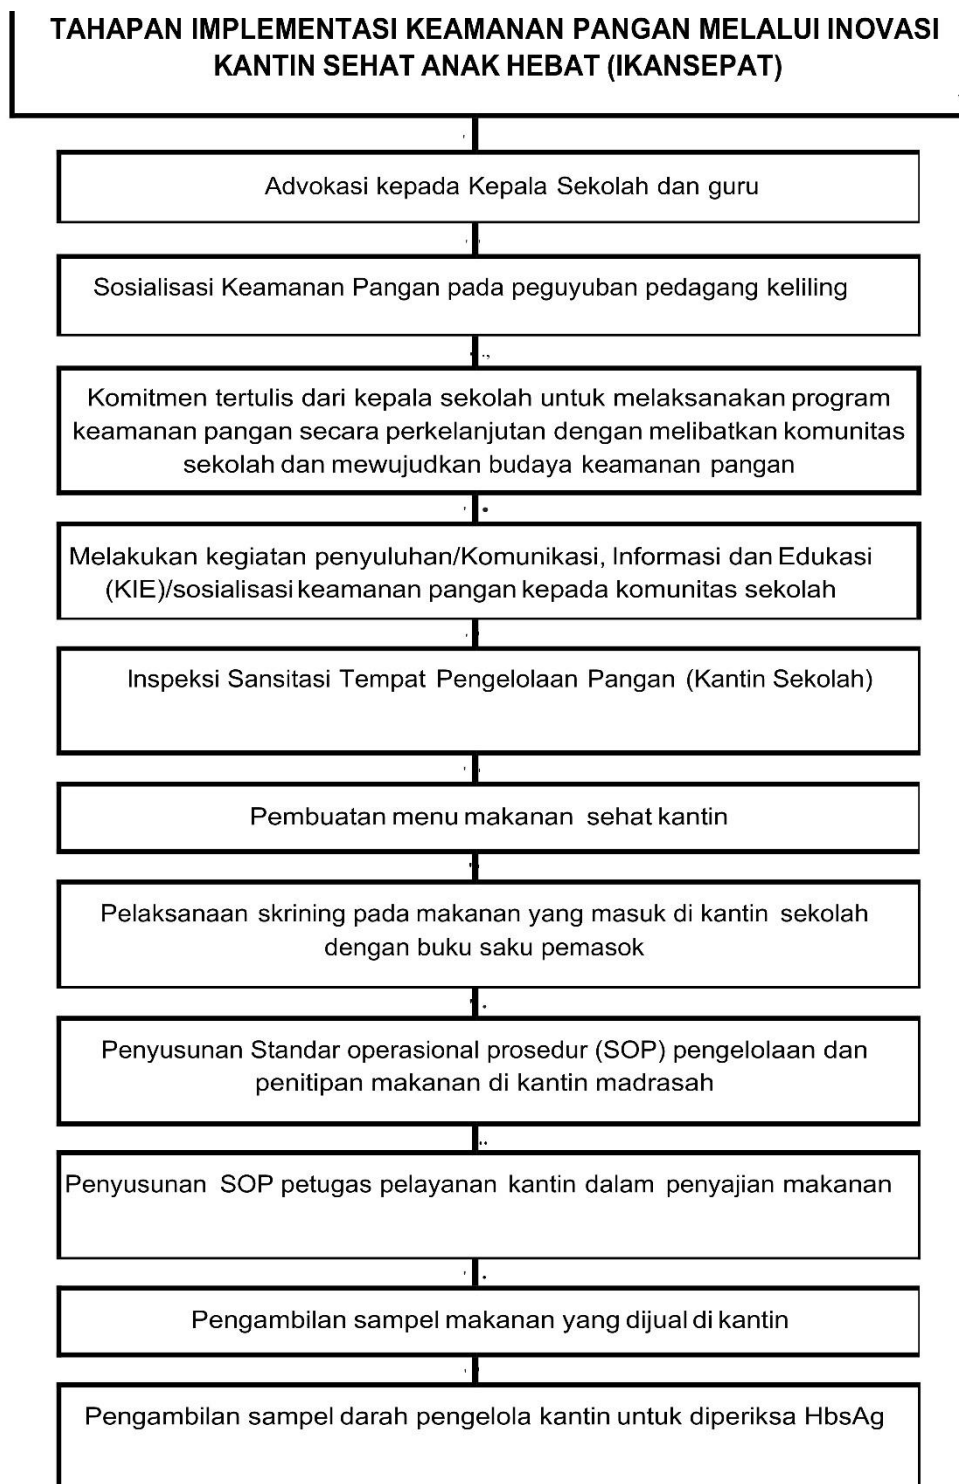 TAHAPAN IMPLEMENTASI KEAMANAN PANGAN MELALUI INOVASI
KANTIN SEHAT ANAK HEBAT (IKANSEPAT)
Advokasi kepada Kepala Sekolah dan guru
Sosialisasi Keamanan Pangan pada peguyuban pedagang keliling
Komitmen tertulis dari kepala sekolah untuk melaksanakan program
keamanan pangan secara perkelanjutan dengan melibatkan komunitas
sekolah dan mewujudkan budaya keamanan pangan
Melakukan kegiatan penyuluhan/Komunikasi, Informasi dan Edukasi
(KIE)/sosialisasi keamanan pangan kepada komunitas sekolah
Inspeksi Sansitasi Tempat Pengelolaan Pangan (Kantin Sekolah)
Pembuatan menu makanan sehat kantin
Pelaksanaan skrining pada makanan yang masuk di kantin sekolah
dengan buku saku pemasok
Penyusunan Standar operasional prosedur (SOP) pengelolaan dan
penitipan makanan di kantin madrasah
Penyusunan SOP petugas pelayanan kantin dalam penyajian makanan
Pengambilan sampel makanan yang dijual di kantin
Pengambilan sampel darah pengelola kantin untuk diperiksa HbsAg